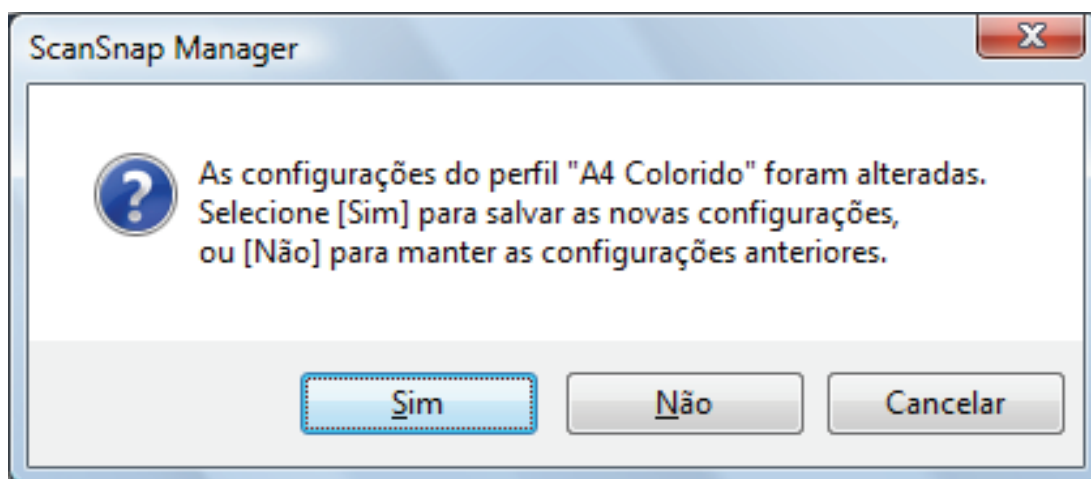 ScanSnap Manager
As configurações do perfil "A4 Colorido" foram alteradas.
Selecione [Sim] para salvar as novas configurações,
ou [Não] para manter as configurações anteriores.
Sim
Não
Cancelar